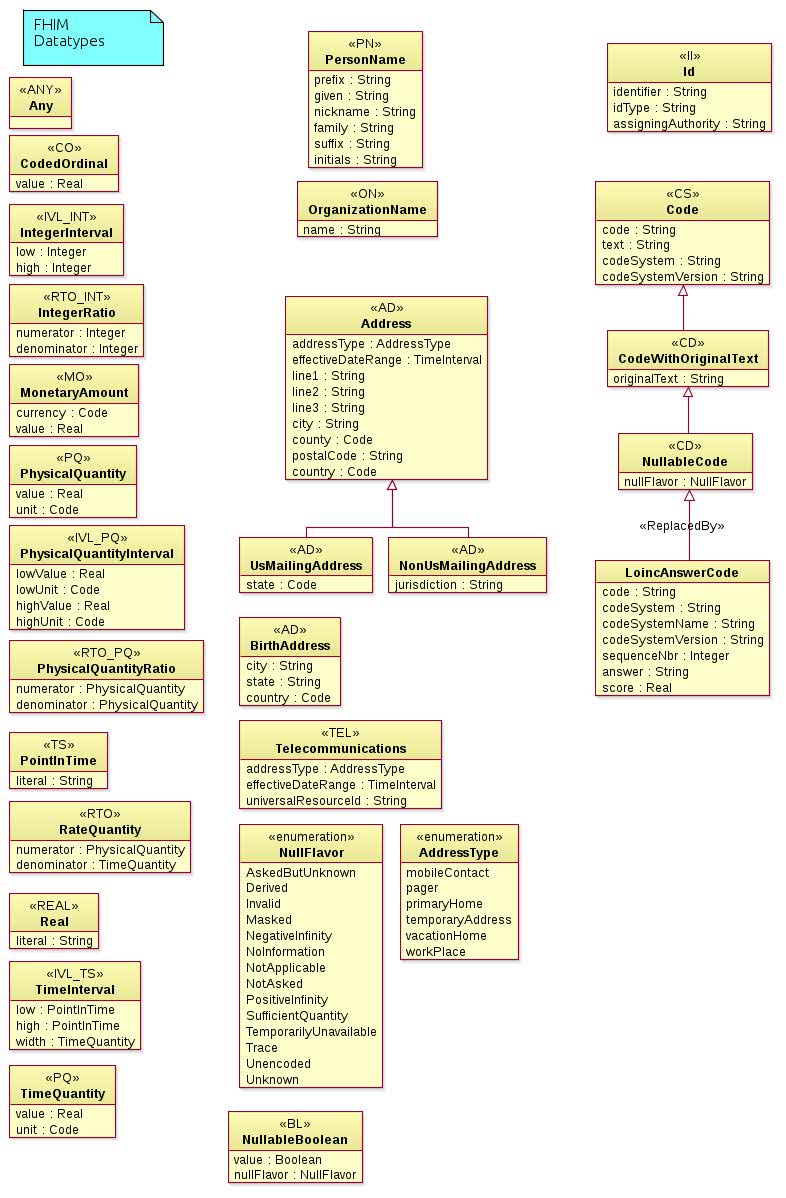 FHIM
Datatypes
«ANY»
Any
«CO»
CodedOrdinal
value : Real
«IVL_INT»
IntegerInterval
low : Integer
high : Integer
«RTO_INT»
IntegerRatio
numerator : Integer
denominator : Integer
«MO»
MonetaryAmount
currency : Code
value : Real
«PQ»
PhysicalQuantity
value : Real
unit : Code
«IVL_PQ»
PhysicalQuantityInterval
lowValue : Real
lowUnit : Code
highValue : Real
highUnit : Code
«RTO_PQ»
PhysicalQuantityRatio
numerator : PhysicalQuantity
denominator : PhysicalQuantity
«TS»
PointInTime
literal : String
«RTO»
RateQuantity
numerator : PhysicalQuantity
denominator : TimeQuantity
«REAL»
Real
literal : String
«IVL_TS»
TimeInterval
low : PointInTime
high : PointInTime
width : TimeQuantity
«PQ»
TimeQuantity
value : Real
unit : Code
«PN»
PersonName
prefix : String
given : String
nickname : String
family : String
suffix : String
initials : String
«ON»
OrganizationName
name : String
«AD»
Address
addressType : AddressType
effectiveDateRange : TimeInterval
line1 : String
line2 : String
line3 : String
city : String
county : Code
postalCode : String
country : Code
«AD»
UsMailingAddress
state : Code
«AD»
NonUsMailingAddress
jurisdiction : String
«AD»
BirthAddress
city : String
state : String
country : Code
«TEL»
Telecommunications
addressType : AddressType
effectiveDateRange : TimeInterval
universalResourceId : String
«enumeration»
NullFlavor
AskedButUnknown
Derived
Invalid
Masked
NegativeInfinity
NoInformation
NotApplicable
NotAsked
PositiveInfinity
SufficientQuantity
TemporarilyUnavailable
Trace
Unencoded
Unknown
«enumeration»
AddressType
mobileContact
pager
primaryHome
temporaryAddress
vacationHome
workPlace
«BL»
NullableBoolean
value : Boolean
nullFlavor : NullFlavor
«II»
Id
identifier : String
idType : String
assigningAuthority : String
«CS»
Code
code : String
text : String
codeSystem : String
codeSystemVersion : String
«CD»
CodeWithOriginalText
originalText : String
«CD»
NullableCode
nullFlavor : NullFlavor
«ReplacedBy»
LoincAnswerCode
code : String
codeSystem : String
codeSystemName : String
codeSystemVersion : String
sequenceNbr : Integer
answer : String
score : Real